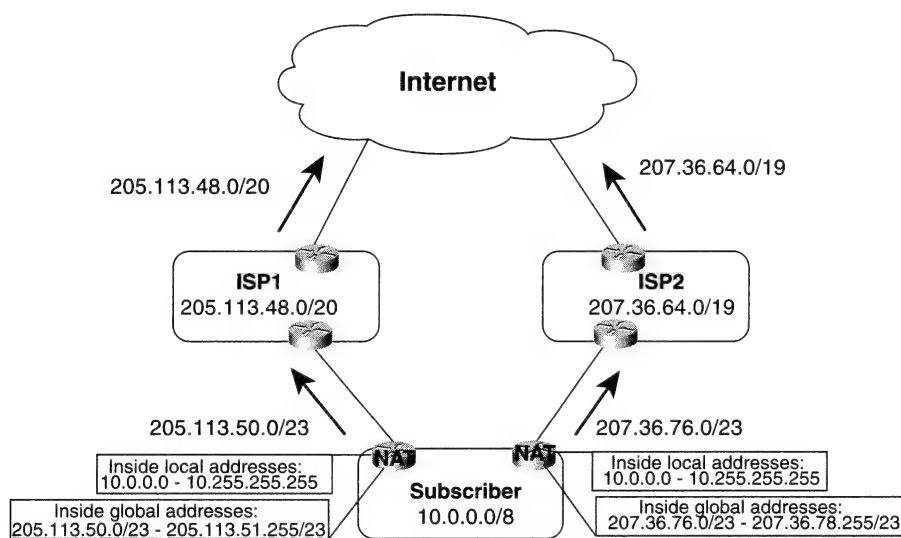 Internet
205.113.48.0/20
207.36.64.0/19
ISP1
205.113.48.0/20
ISP2
207.36.64.0/19
205.113.50.0/23
207.36.76.0/23
NAT
NAT
Inside local addresses:
10.0.0.0 - 10.255.255.255
Inside local addresses:
10.0.0.0 - 10.255.255.255
Subscriber
10.0.0.0/8
Inside global addresses:
205.113.50.0/23 - 205.113.51.255/23
Inside global addresses:
207.36.76.0/23 - 207.36.78.255/23